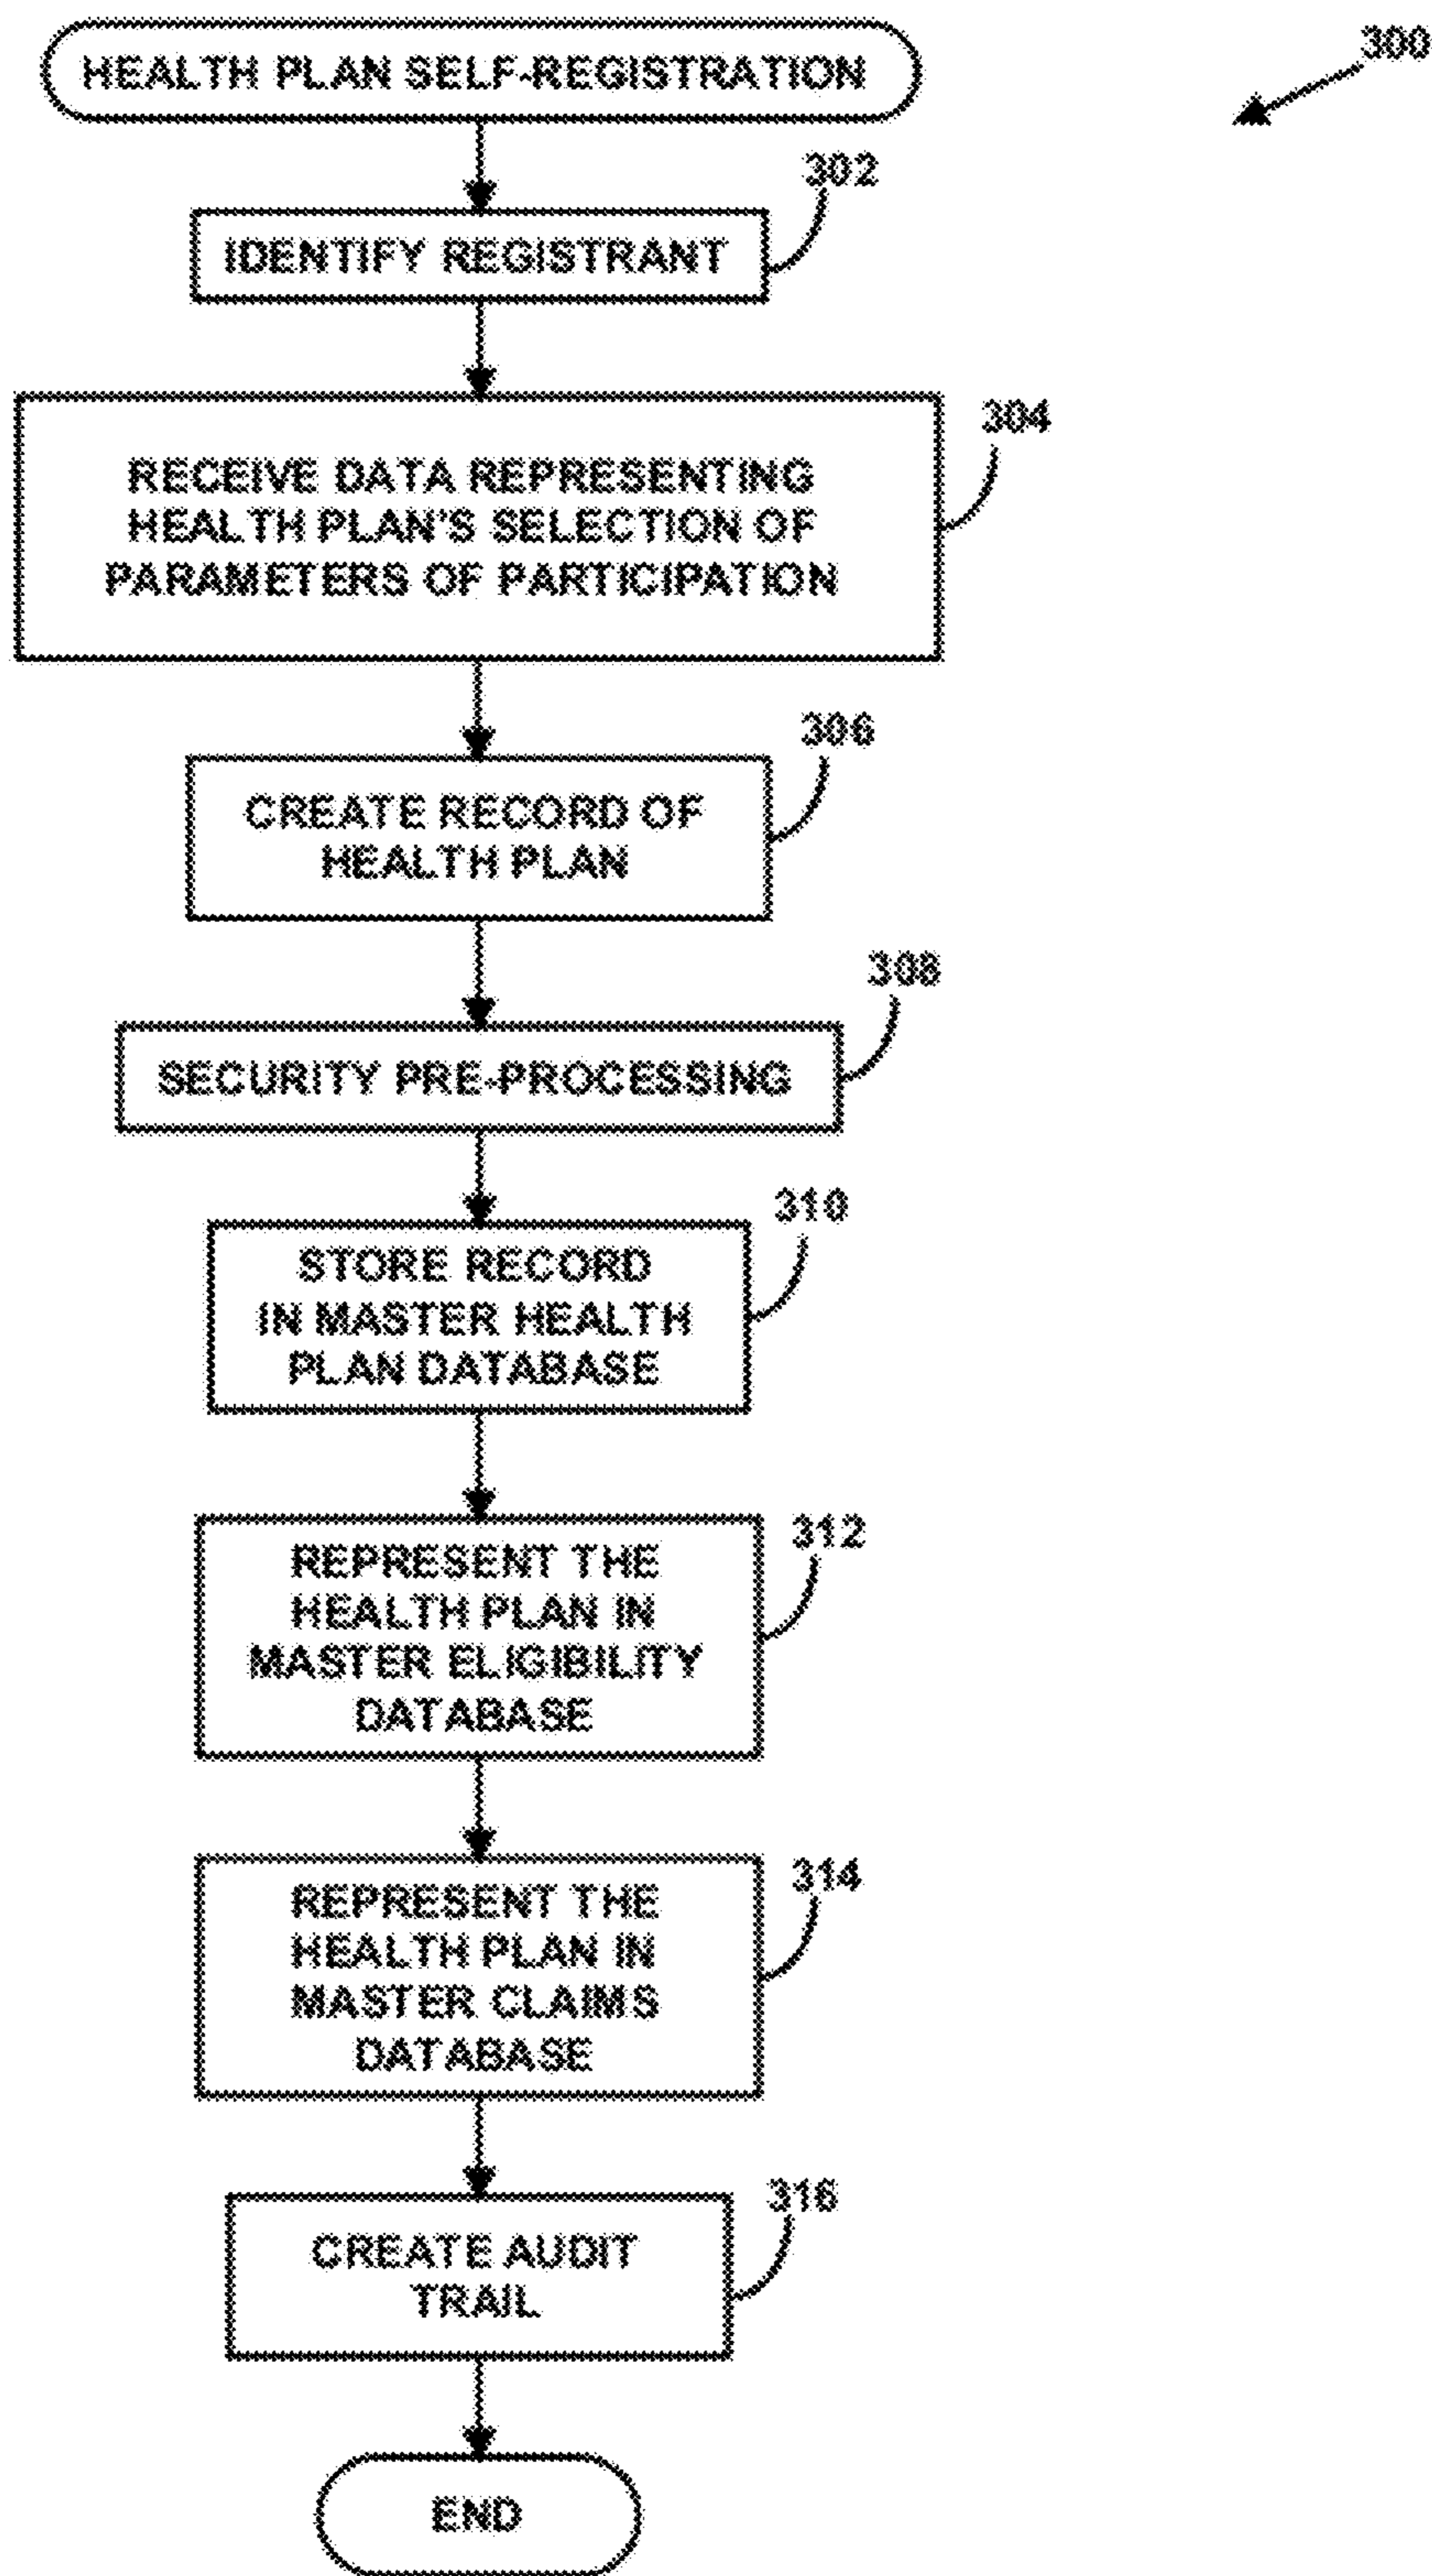 HEALTH PLAN SELF-REGISTRATION
300
302
IDENTIFY REGISTRANT
304
RECEIVE DATA REPRESENTING
HEALTH PLAN'S SELECTION OF
PARAMETERS OF PARTICIPATION
306
CREATE RECORD OF
HEALTH PLAN
308
SECURITY PRE-PROCESSING
310
STORE RECORD
IN MASTER HEALTH
PLAN DATABASE
312
REPRESENT THE
HEALTH PLAN IN
MASTER ELIGIBILITY
DATABASE
314
REPRESENT THE
HEALTH PLAN IN
MASTER CLAIMS
DATABASE
316
CREATE AUDIT
TRAIL
END